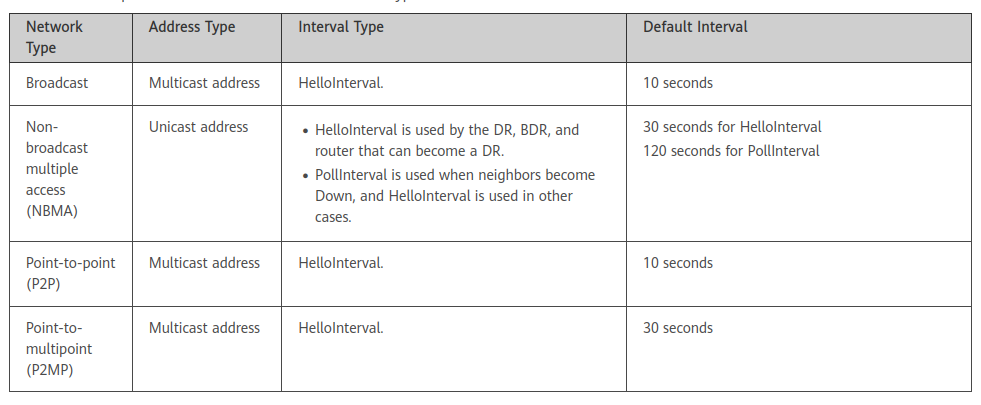 Network Type
Address Type
Interval Type
Default Interval
Broadcast
Multicast address
HelloInterval.
10 seconds
Non-
broadcast
multiple
access
(NBMA)
Unicast address
• HelloInterval is used by the DR, BDR, and
router that can become a DR.
• PollInterval is used when neighbors become
Down, and HelloInterval is used in other
cases.
30 seconds for HelloInterval
120 seconds for PollInterval
Point-to-point
(P2P)
Multicast address
HelloInterval.
10 seconds
Point-to-
multipoint
(P2MP)
Multicast address
HelloInterval.
30 seconds